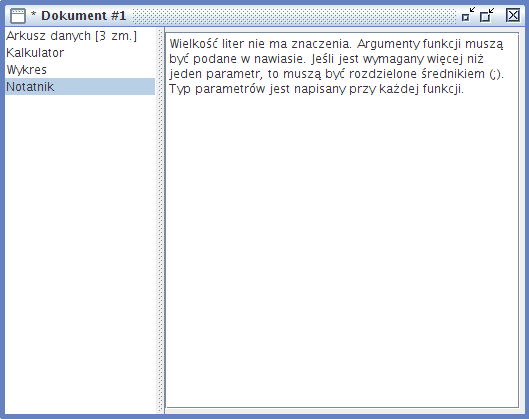 * Dokument #1
Arkusz danych [3 zm.]
Kalkulator
Wykres
Notatnik
Wielkość liter nie ma znaczenia. Argumenty funkcji muszą
być podane w nawiasie. Jeśli jest wymagany więcej niż
jeden parametr, to muszą być rozdzielone średnikiem (;).
Typ parametrów jest napisany przy każdej funkcji.